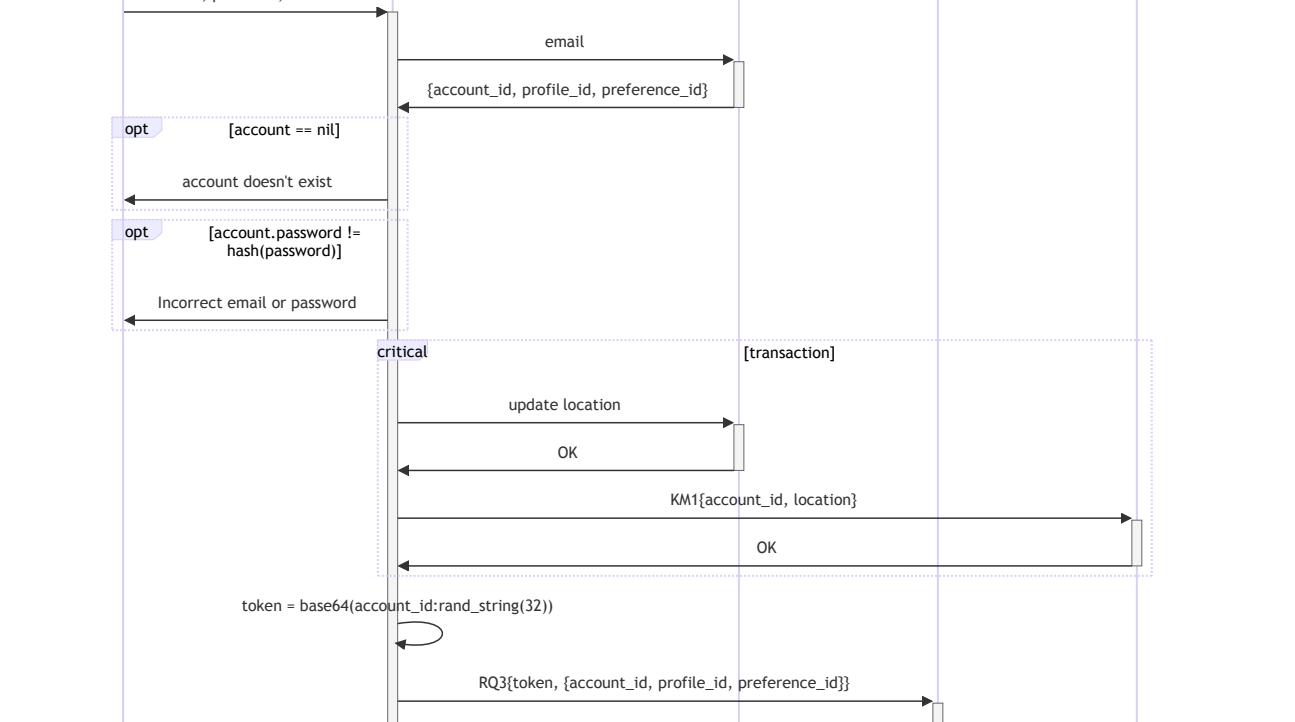 email
{account_id, profile_id, preference_id}
opt
[account == nil]
account doesn't exist
opt
[account.password !=
hash(password)]
Incorrect email or password
critical
[transaction]
update location
OK
KM1{account_id, location}
OK
token = base64(account_id:rand_string(32))
RQ3{token, {account_id, profile_id, preference_id}}